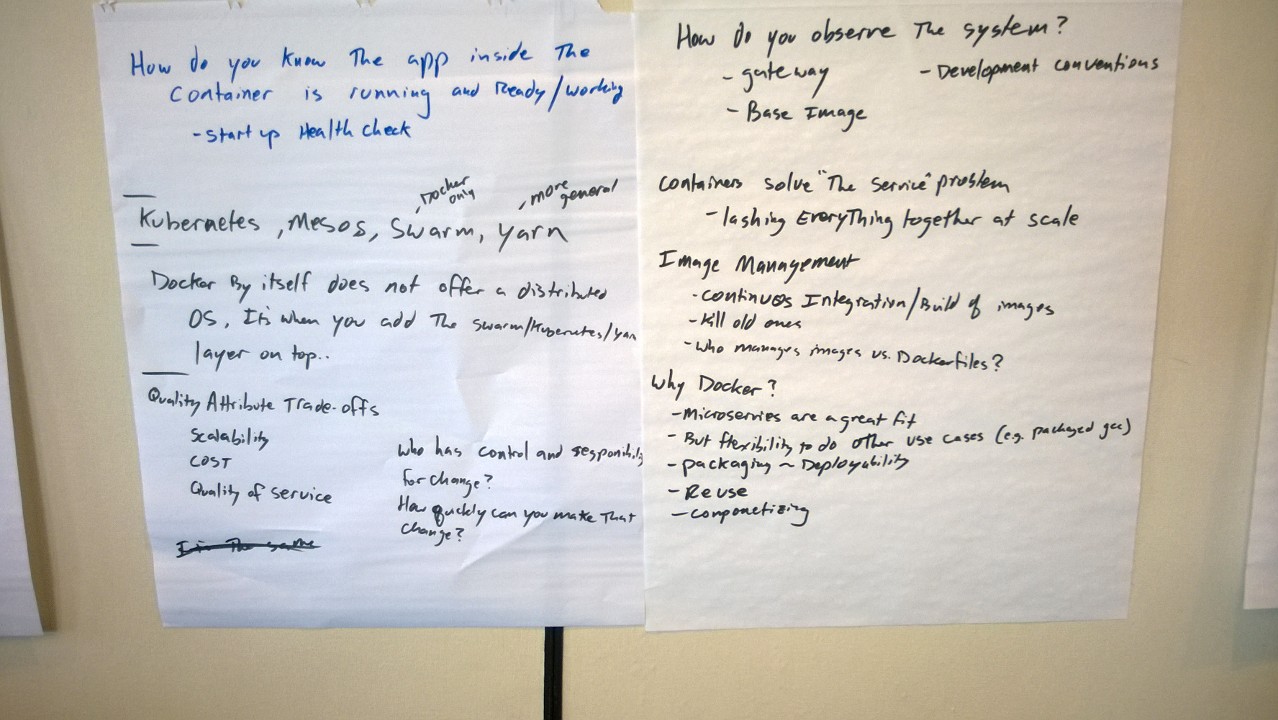 How do you know The app inside The
container is running and Ready/working
- start up Health check
, Docker only
, more general
Kubernetes , Mesos, Swarm, Yarn
Docker By itself does not offer a distributed
OS, It's when you add The Swarm/Kubernetes/yarn
layer on top..
Quality Attribute Trade-offs
Scalability
COST
Quality of service
who has control and responsibility
for change?
How quickly can you make That
change?
How do you observe The system?
- gateway
- Development conventions
- Base Image
Containers solve "The Service" problem
- lashing EveryThing together at scale
Image Management
- continuos Integration/Build of images
- Kill old ones
- Who manages images vs. Dockerfiles?
Why Docker?
- Microservies are a great fit
- But flexibility to do other use cases (e.g. packaged gcc)
- packaging ~ Deployability
- Reuse
- componetizing